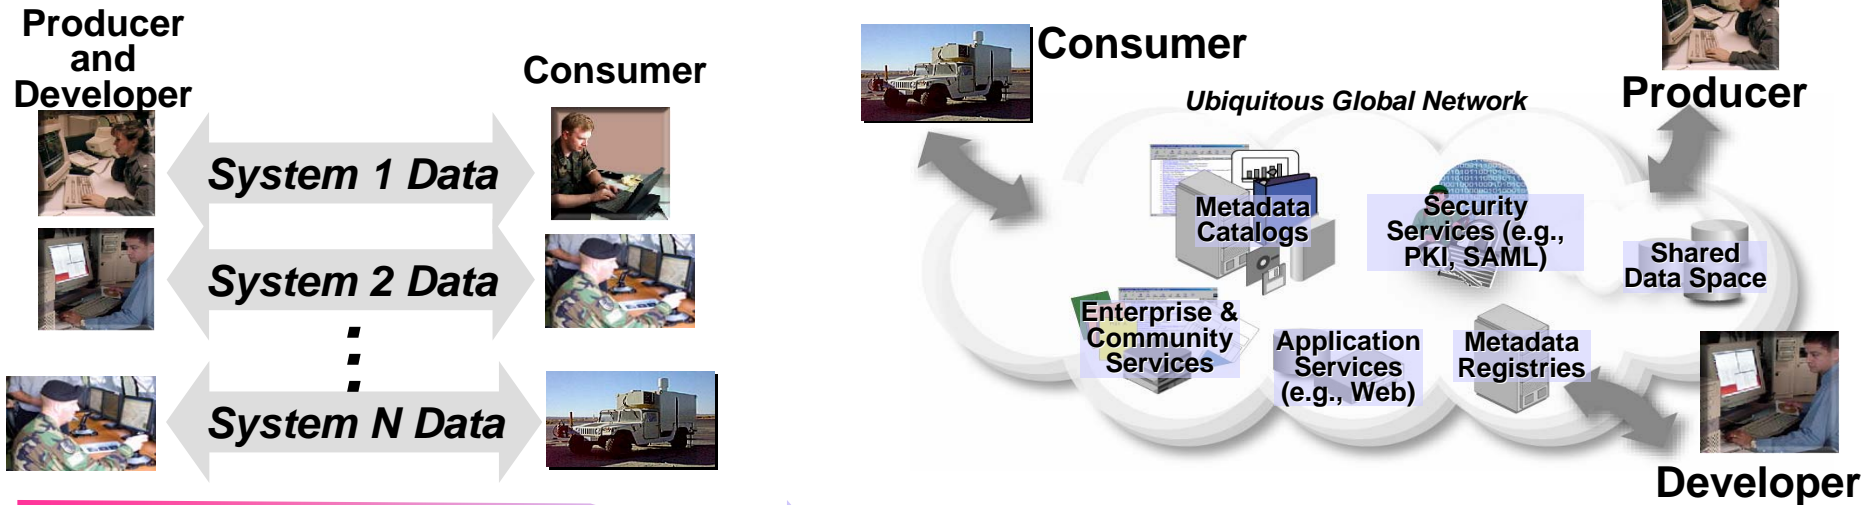 Producer
and
Developer
Consumer
System 1 Data
System 2 Data
System N Data
Consumer
Ubiquitous Global Network
Producer
Metadata
Catalogs
Security
Services (e.g.,
PKI, SAML)
Shared
Data Space
Enterprise &
Community
Services
Application
Services
(e.g., Web)
Metadata
Registries
Developer